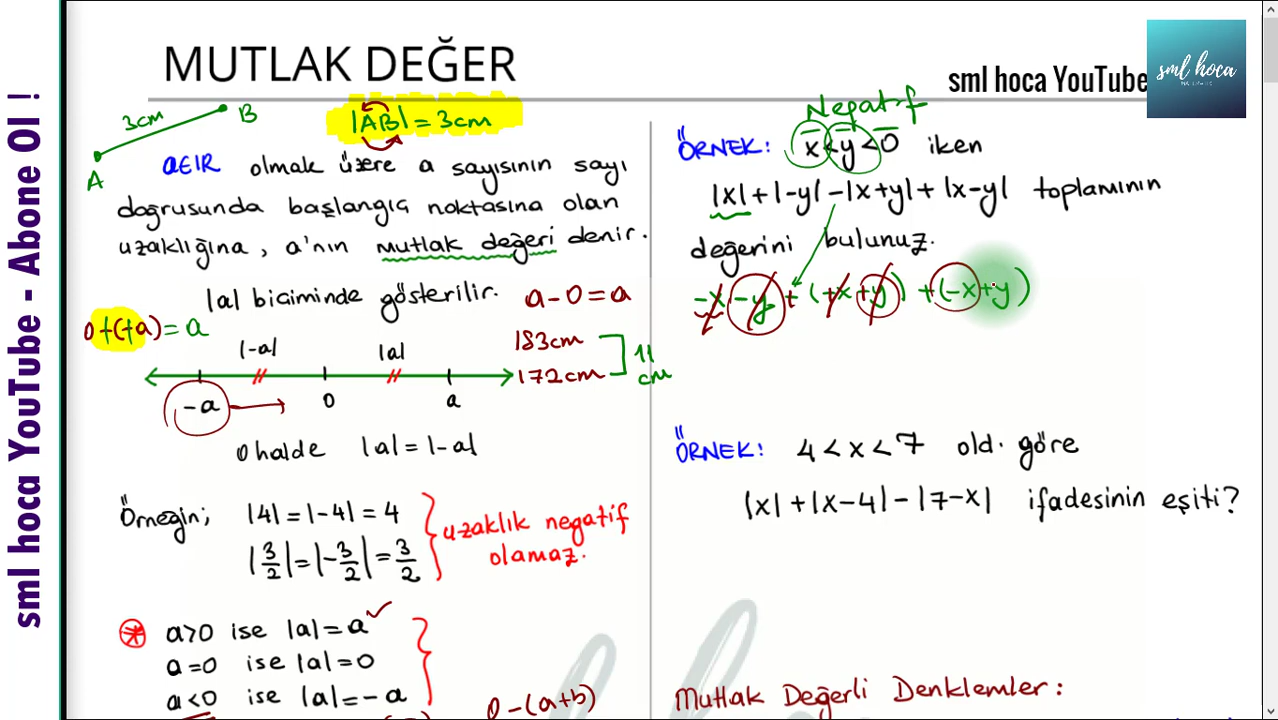 MUTLAK DEĞER
sml hoca YouTube
sml hoca
sml hoca YouTube - Abone Ol !
3cm
A
B
|AB| = 3cm
a∈IR olmak üzere a sayısının sayı
doğrusunda başlangıç noktasına olan
uzaklığına, a'nın mutlak değeri denir.
|a| biçiminde gösterilir.
a-0=a
0+(+a)=a
183cm
172cm
11 cm
|-a| |a|
-a 0 a
O halde |a|=|-a|
Örneğin; |4|=|-4|=4
|3/2|=|-3/2|=3/2
uzaklık negatif
olamaz.
a>0 ise |a|=a
a=0 ise |a|=0
a<0 ise |a|=-a
0-(a+b)
Negatif
ÖRNEK: x<y<0 iken
|x|+|-y|-|x+y|+|x-y| toplamının
değerini bulunuz.
-x-y+(+x+y)+(-x+y)
ÖRNEK: 4<x<7 old. göre
|x|+|x-4|-|7-x| ifadesinin eşiti?
Mutlak Değerli Denklemler: